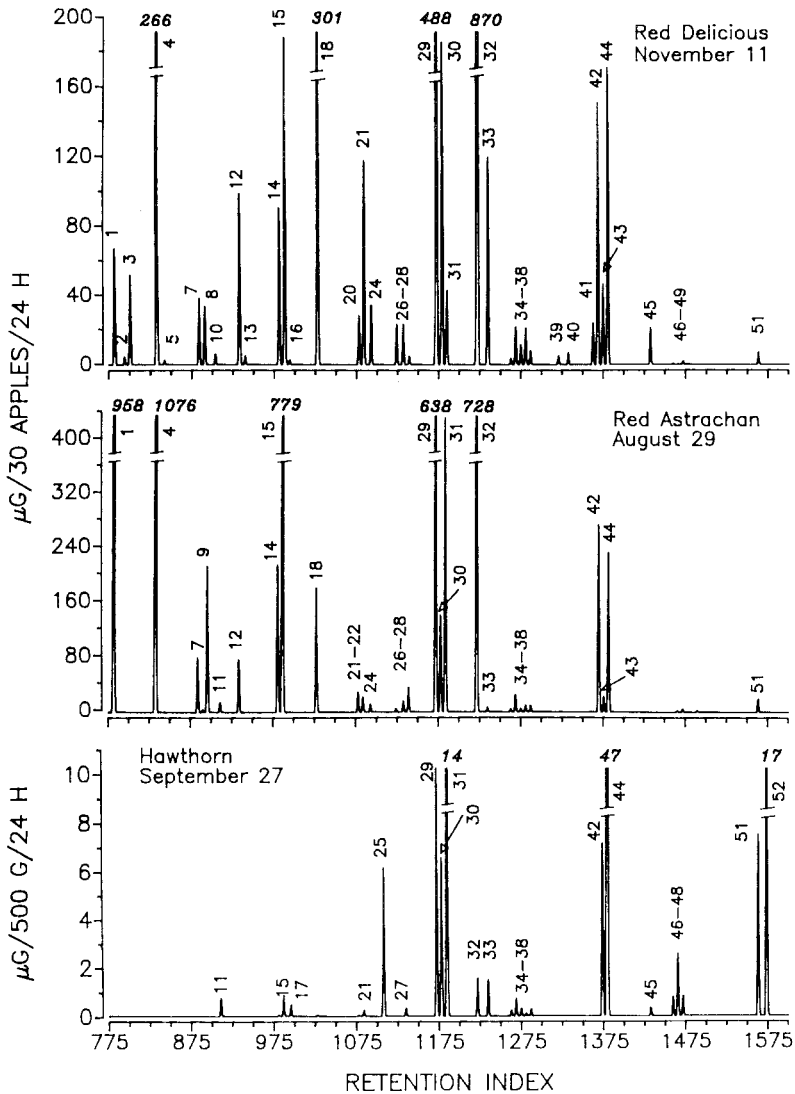 266 301 488 870
4 15 18 29 30 32 44
Red Delicious
November 11
200
160
120
80
40
0
1 2 3 5 7 8 10 12 13 14 16 20 21 24 26-28 31 33 34-38 39 40 41 42 43 45 46-49 51
μG/30 APPLES/24 H
958 1076 779 638 728
1 4 15 29 31 32
Red Astrachan
August 29
400
320
240
160
80
0
7 9 11 12 14 18 21-22 24 26-28 30 33 34-38 42 43 44 51
Hawthorn
September 27
14 47 17
29 31 44 52
10
8
6
4
2
0
11 15 17 21 25 27 30 32 33 34-38 42 45 46-48 51
μG/500 G/24 H
775 875 975 1075 1175 1275 1375 1475 1575
RETENTION INDEX